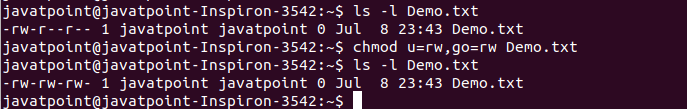 javatpoint@javatpoint-Inspiron-3542:~$ ls -l Demo.txt
-rw-r--r-- 1 javatpoint javatpoint 0 Jul  8 23:43 Demo.txt
javatpoint@javatpoint-Inspiron-3542:~$ chmod u=rw,go=rw Demo.txt
javatpoint@javatpoint-Inspiron-3542:~$ ls -l Demo.txt
-rw-rw-rw- 1 javatpoint javatpoint 0 Jul  8 23:43 Demo.txt
javatpoint@javatpoint-Inspiron-3542:~$